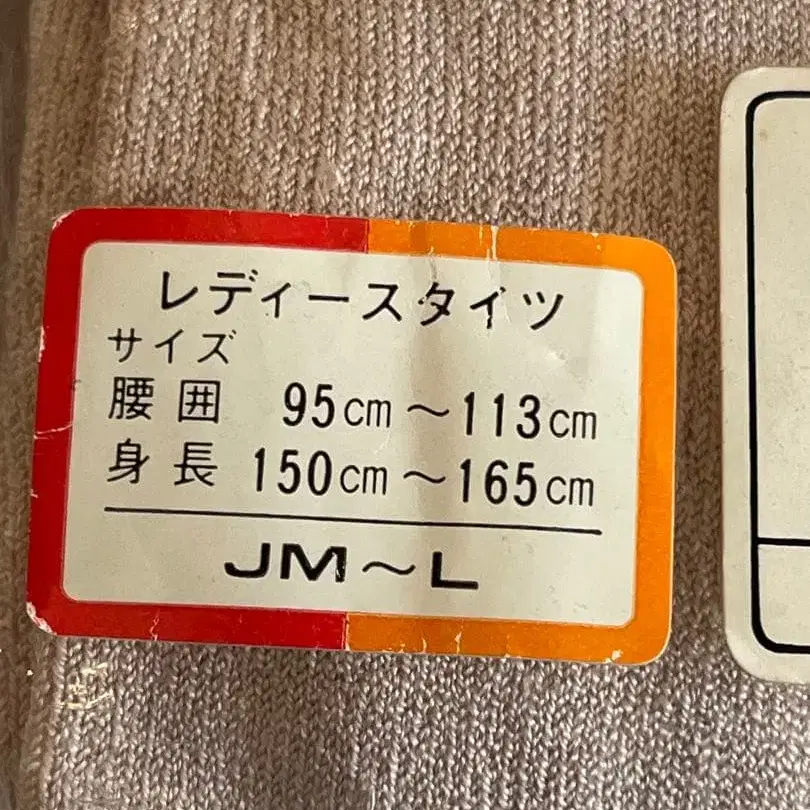 レディースタイツ
サイズ
腰囲 95cm～113cm
身長 150cm～165cm
JM～L